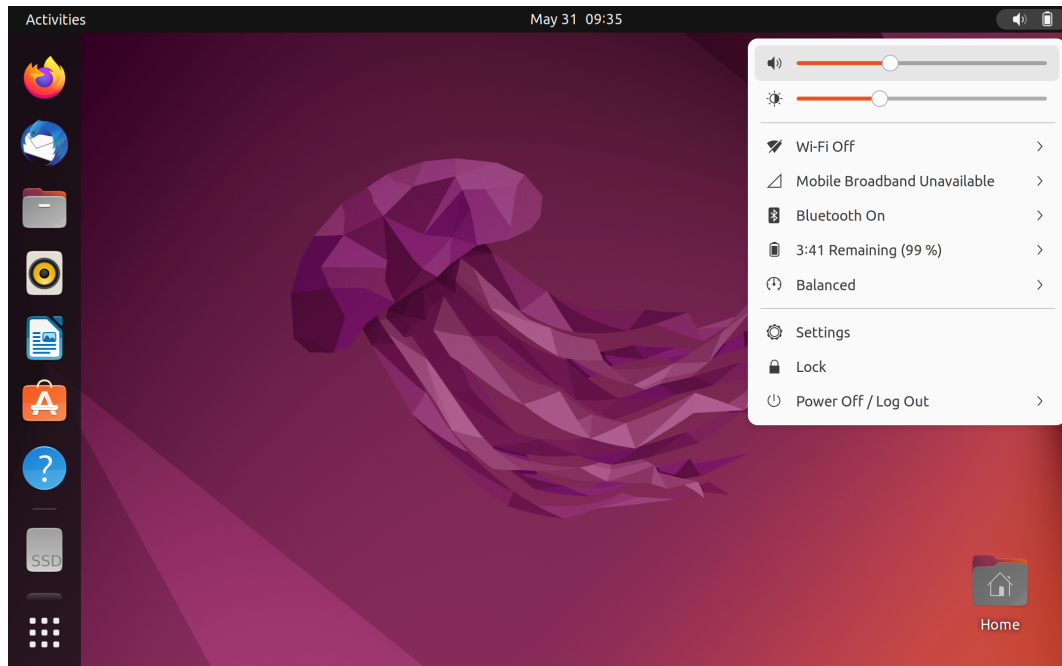 Activities
May 31 09:35
Wi-Fi Off
Mobile Broadband Unavailable
Bluetooth On
3:41 Remaining (99 %)
Balanced
Settings
Lock
Power Off / Log Out
?
SSD
Home